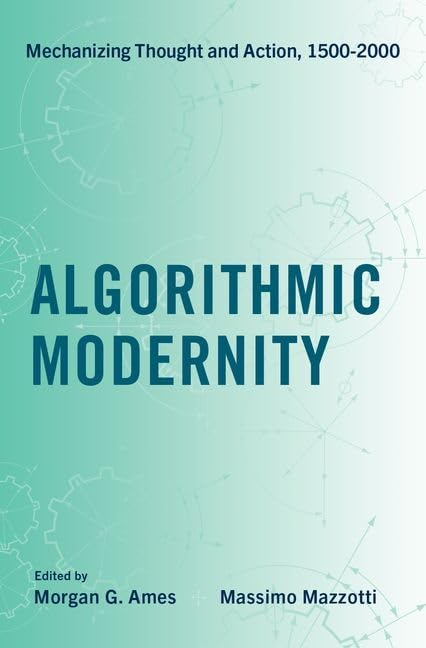 Mechanizing Thought and Action, 1500-2000
ALGORITHMIC
MODERNITY
Edited by
Morgan G. Ames Massimo Mazzotti